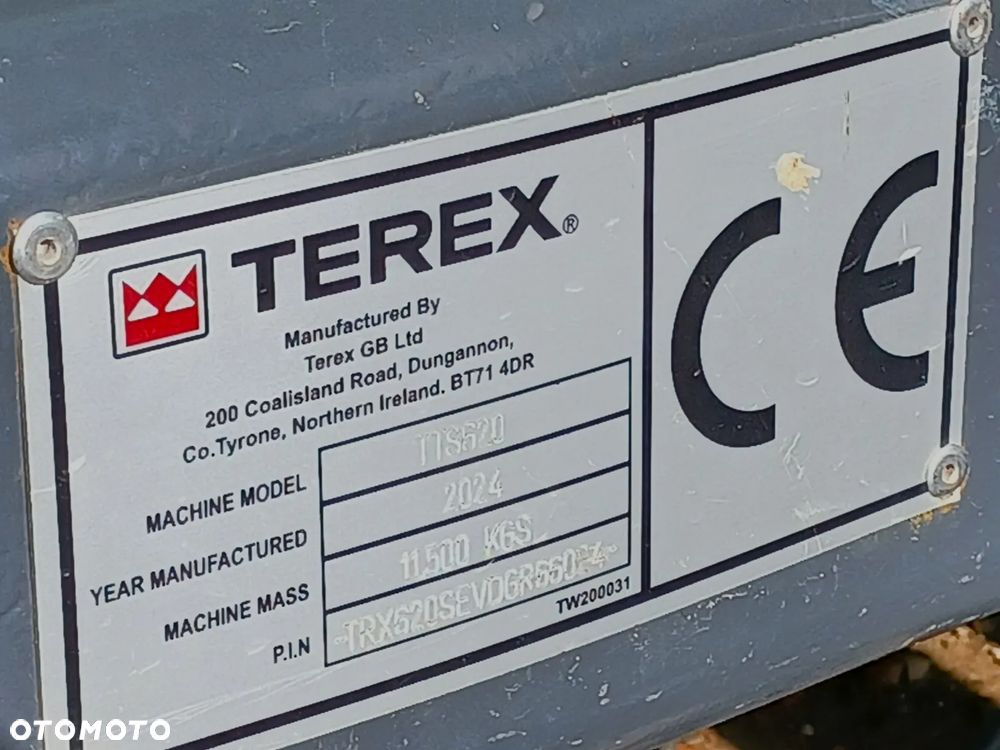 TEREX®
Manufactured By
Terex GB Ltd
200 Coalisland Road, Dungannon,
Co.Tyrone, Northern Ireland. BT71 4DR
MACHINE MODEL TTS620
YEAR MANUFACTURED 2024
MACHINE MASS 11,500 KGS
P.I.N
TW200031
CE
OTOMOTO